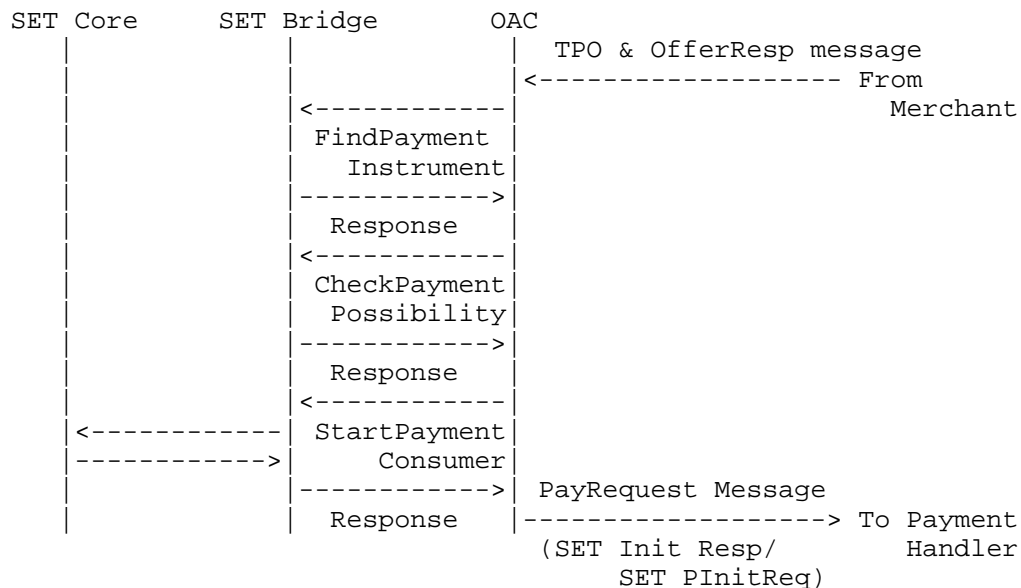 SET Core SET Bridge OAC
TPO & OfferResp message
From
Merchant
FindPayment
Instrument
Response
CheckPayment
Possibility
Response
StartPayment
Consumer
PayRequest Message
Response To Payment
(SET Init Resp/ Handler
SET PInitReq)